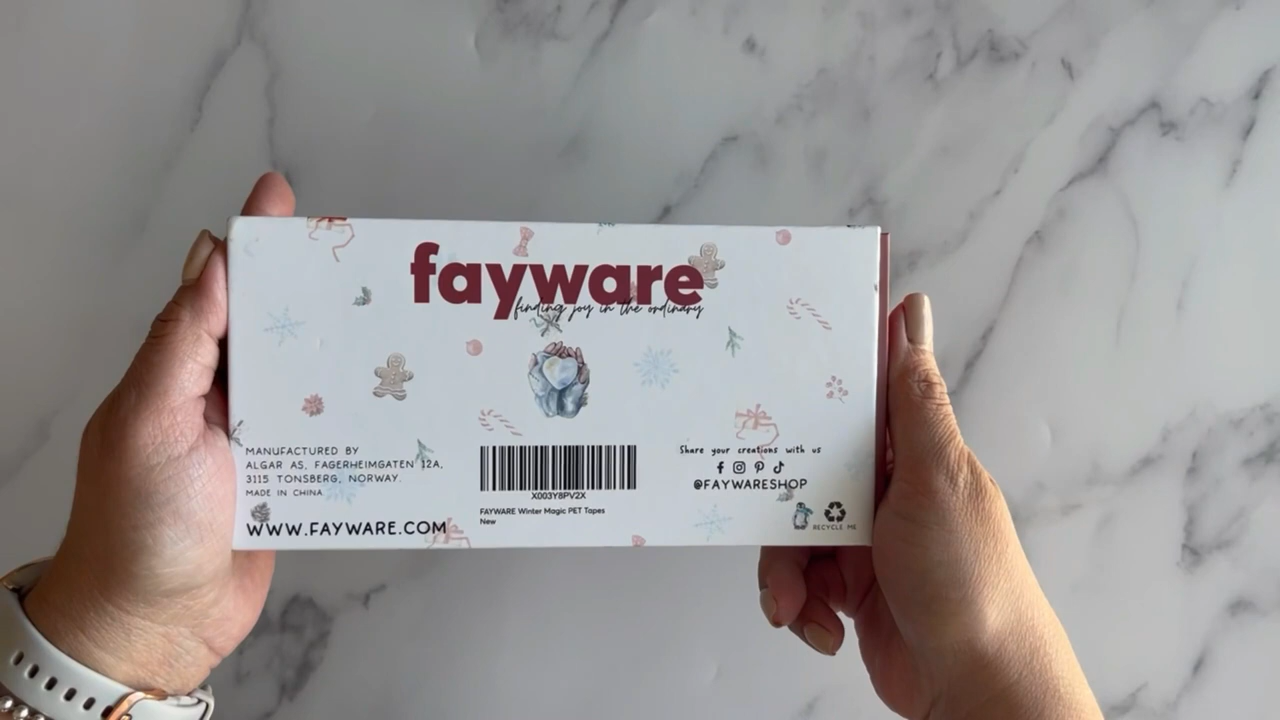 fayware
finding joy in the ordinary
MANUFACTURED BY
ALGAR AS, FAGERHEIMGATEN 12A,
3115 TONSBERG, NORWAY.
MADE IN CHINA
WWW.FAYWARE.COM
X003Y8PV2X
FAYWARE Winter Magic PET Tapes
New
Share your creations with us
@FAYWARESHOP
RECYCLE ME